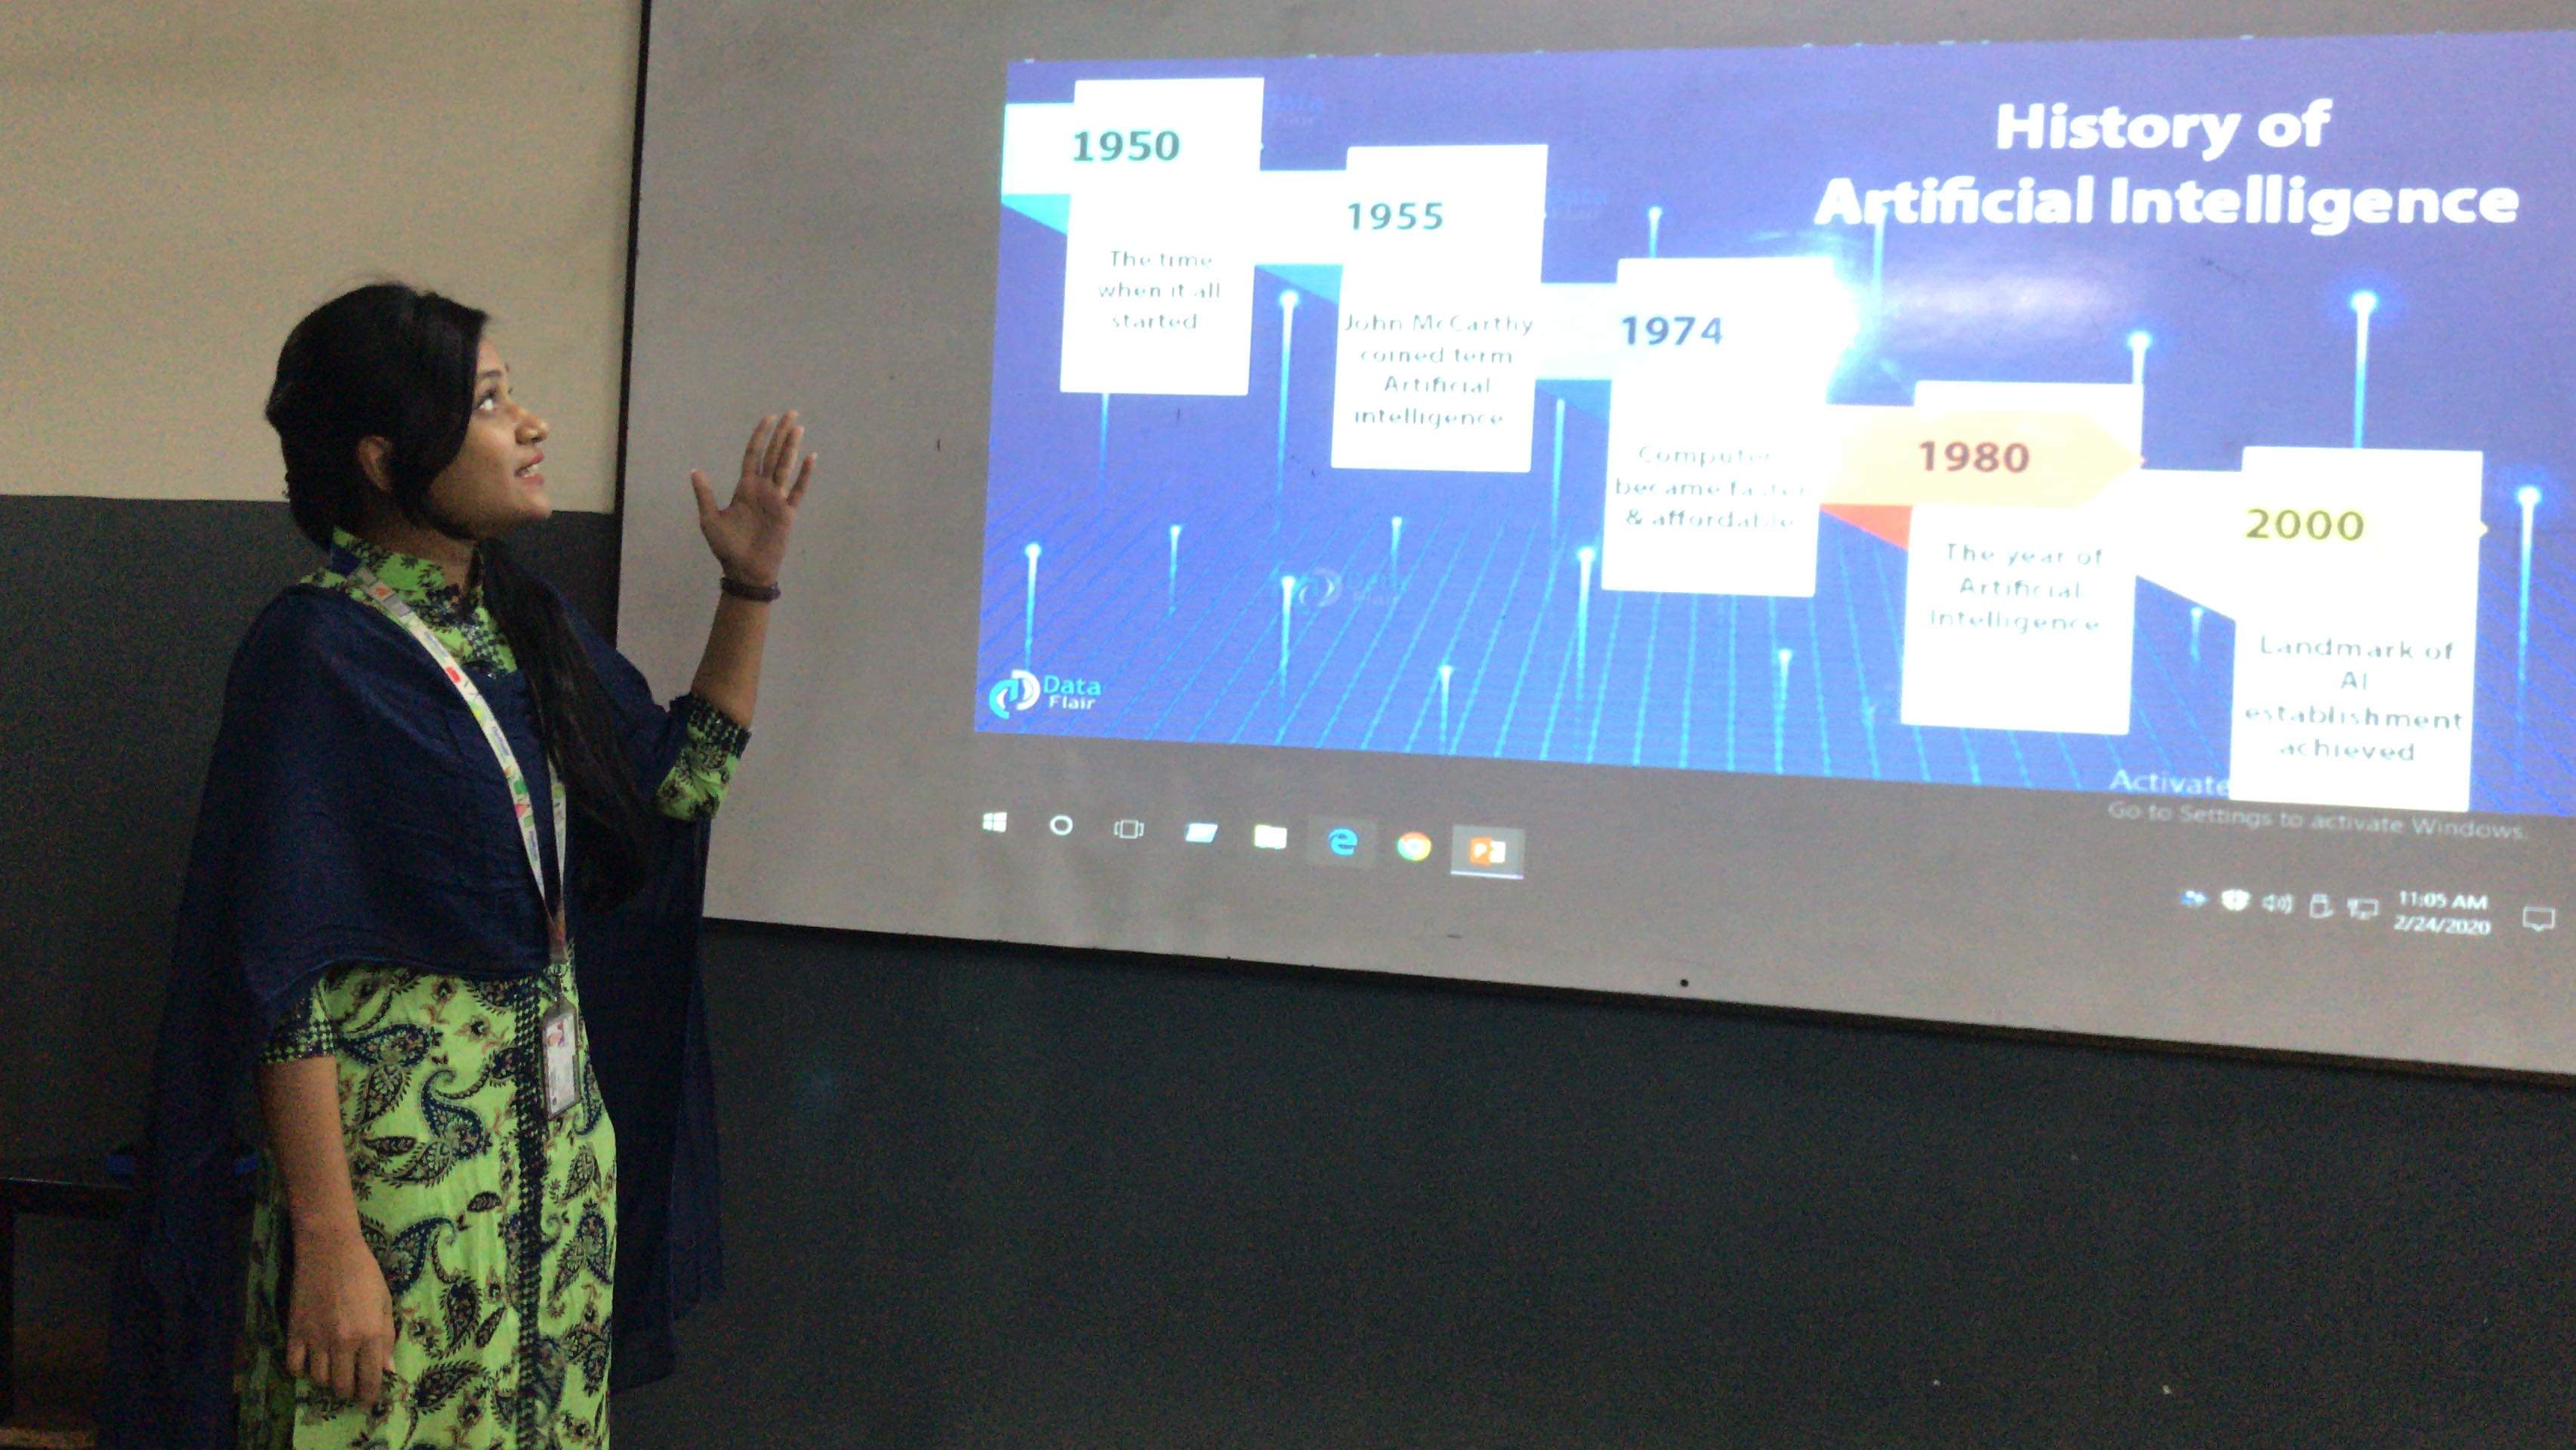 History of
Artificial Intelligence
1950
The time
when it all
started
1955
John McCarthy
coined term
Artificial
intelligence
1974
Computer
became faster
& affordable
1980
The year of
Artificial
Intelligence
2000
Landmark of
AI
establishment
achieved
Data
Flair
Activate
Go to Settings to activate Windows.
11:05 AM
2/24/2020